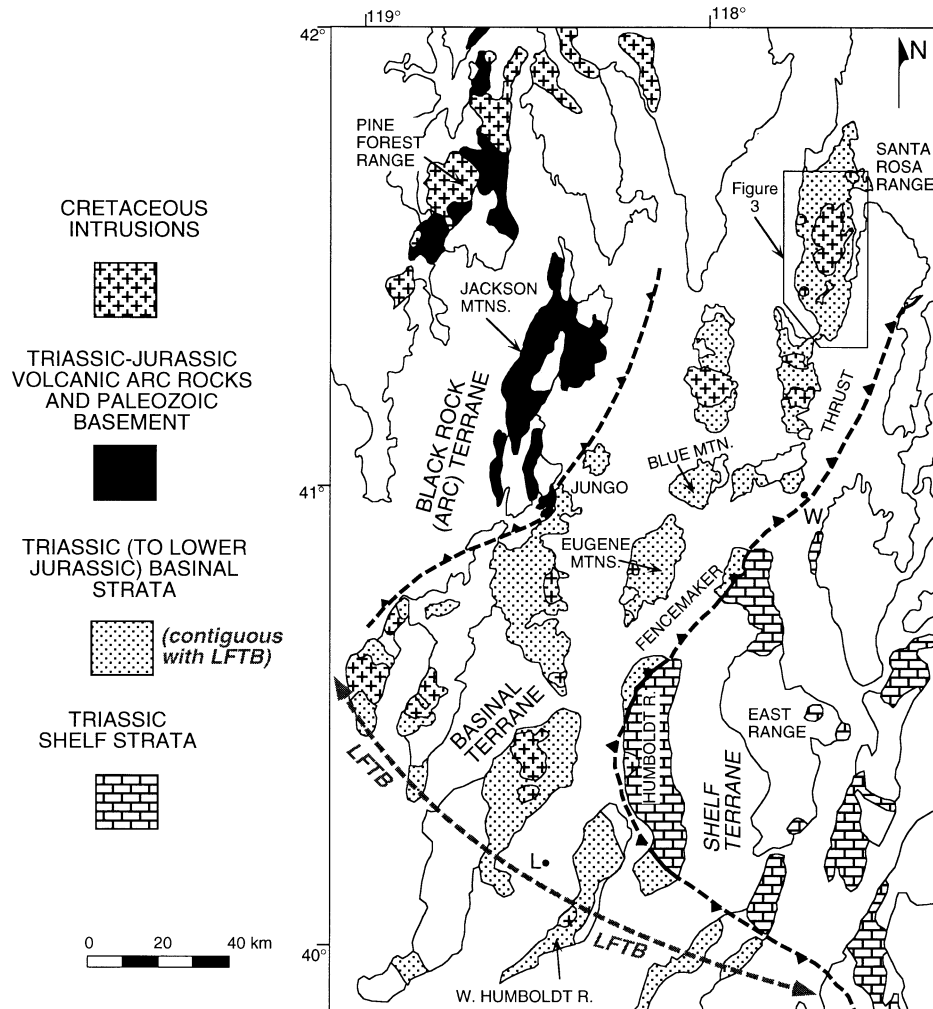 119°
118°
42°
N
PINE
FOREST
RANGE
SANTA
ROSA
RANGE
Figure
3
CRETACEOUS
INTRUSIONS
JACKSON
MTNS.
TRIASSIC-JURASSIC
VOLCANIC ARC ROCKS
AND PALEOZOIC
BASEMENT
THRUST
BLACK ROCK
(ARC) TERRANE
BLUE MTN.
41°
JUNGO
W
TRIASSIC (TO LOWER
JURASSIC) BASINAL
STRATA
EUGENE
MTNS.
FENCEMAKER
(contiguous
with LFTB)
TRIASSIC
SHELF STRATA
BASINAL
TERRANE
HUMBOLDT R.
EAST
RANGE
LFTB
SHELF
TERRANE
L
0 20 40 km
40°
LFTB
W. HUMBOLDT R.